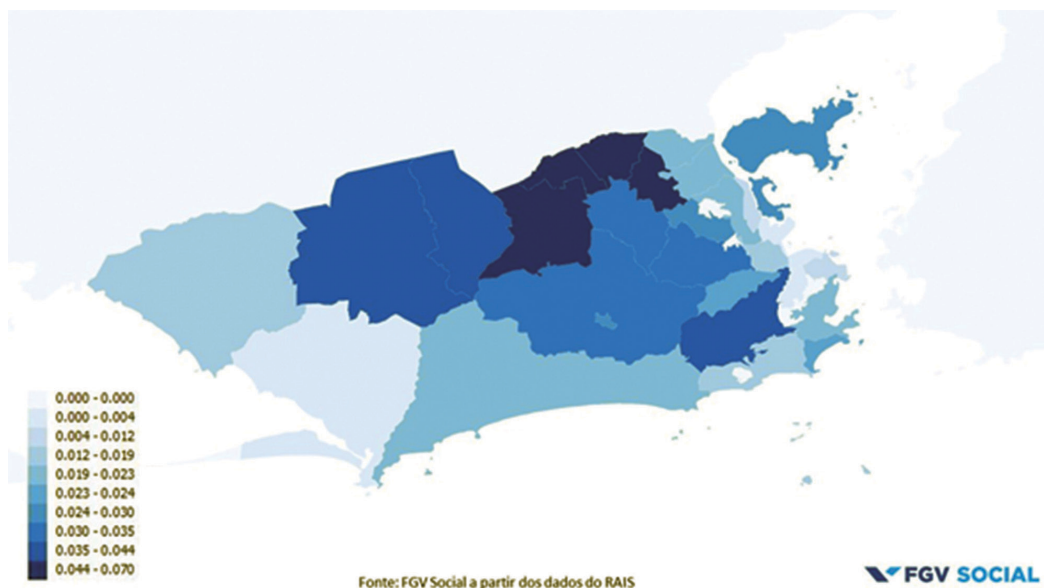 0.000 - 0.000
0.000 - 0.004
0.004 - 0.012
0.012 - 0.019
0.019 - 0.023
0.023 - 0.024
0.024 - 0.030
0.030 - 0.035
0.035 - 0.044
0.044 - 0.070
Fonte: FGV Social a partir dos dados do RAIS
FGV SOCIAL